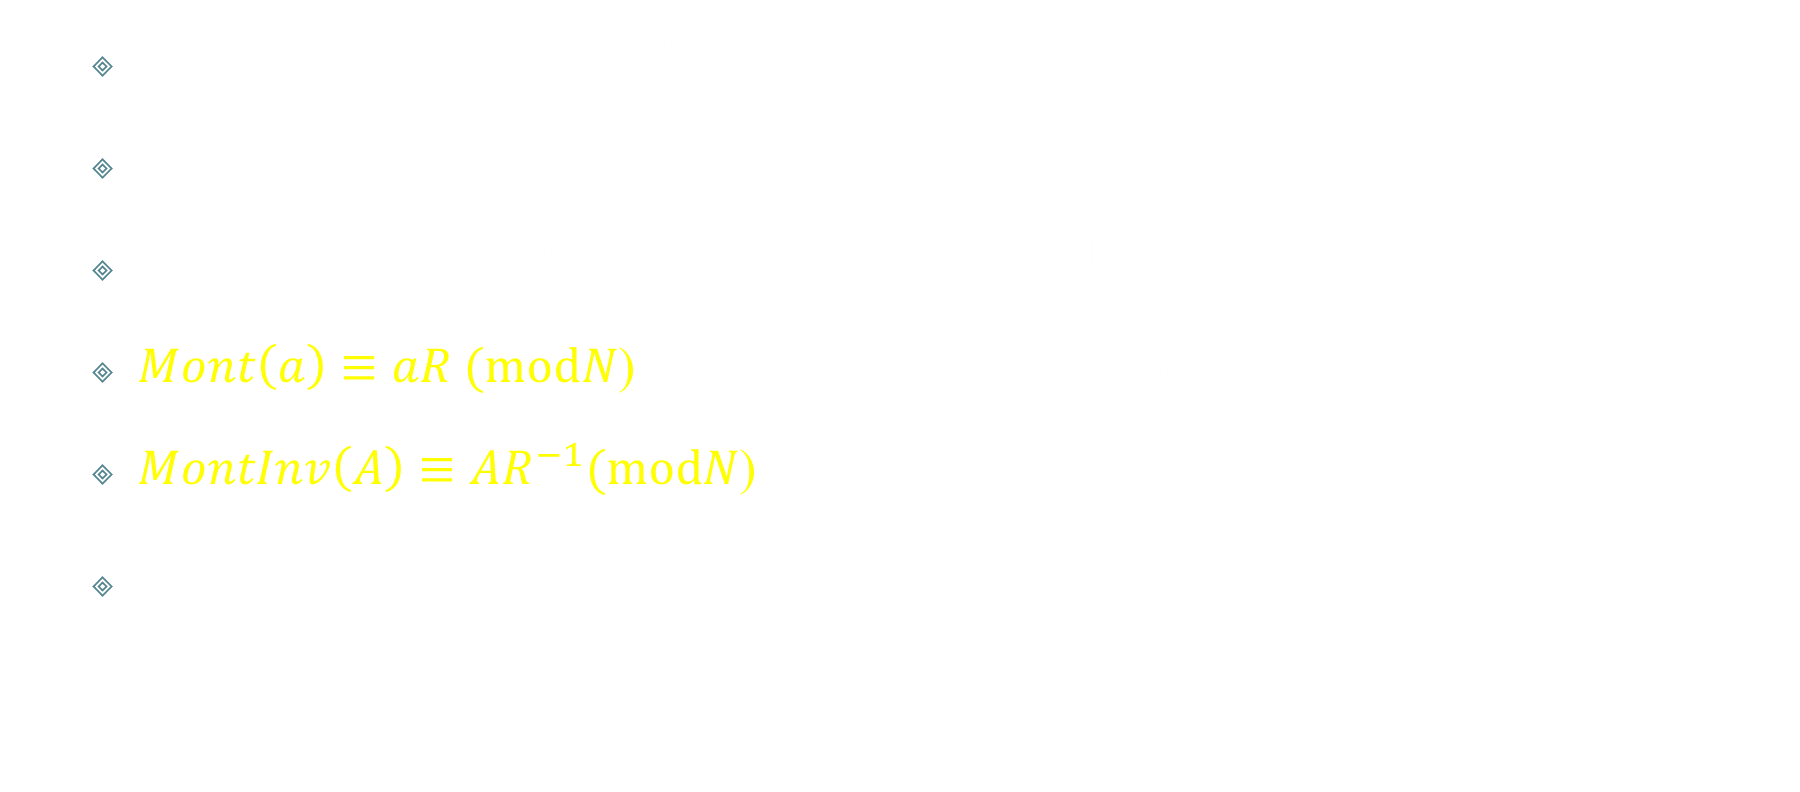 Mont(a) ≡ aR (modN)
MontInv(A) ≡ AR⁻¹(modN)